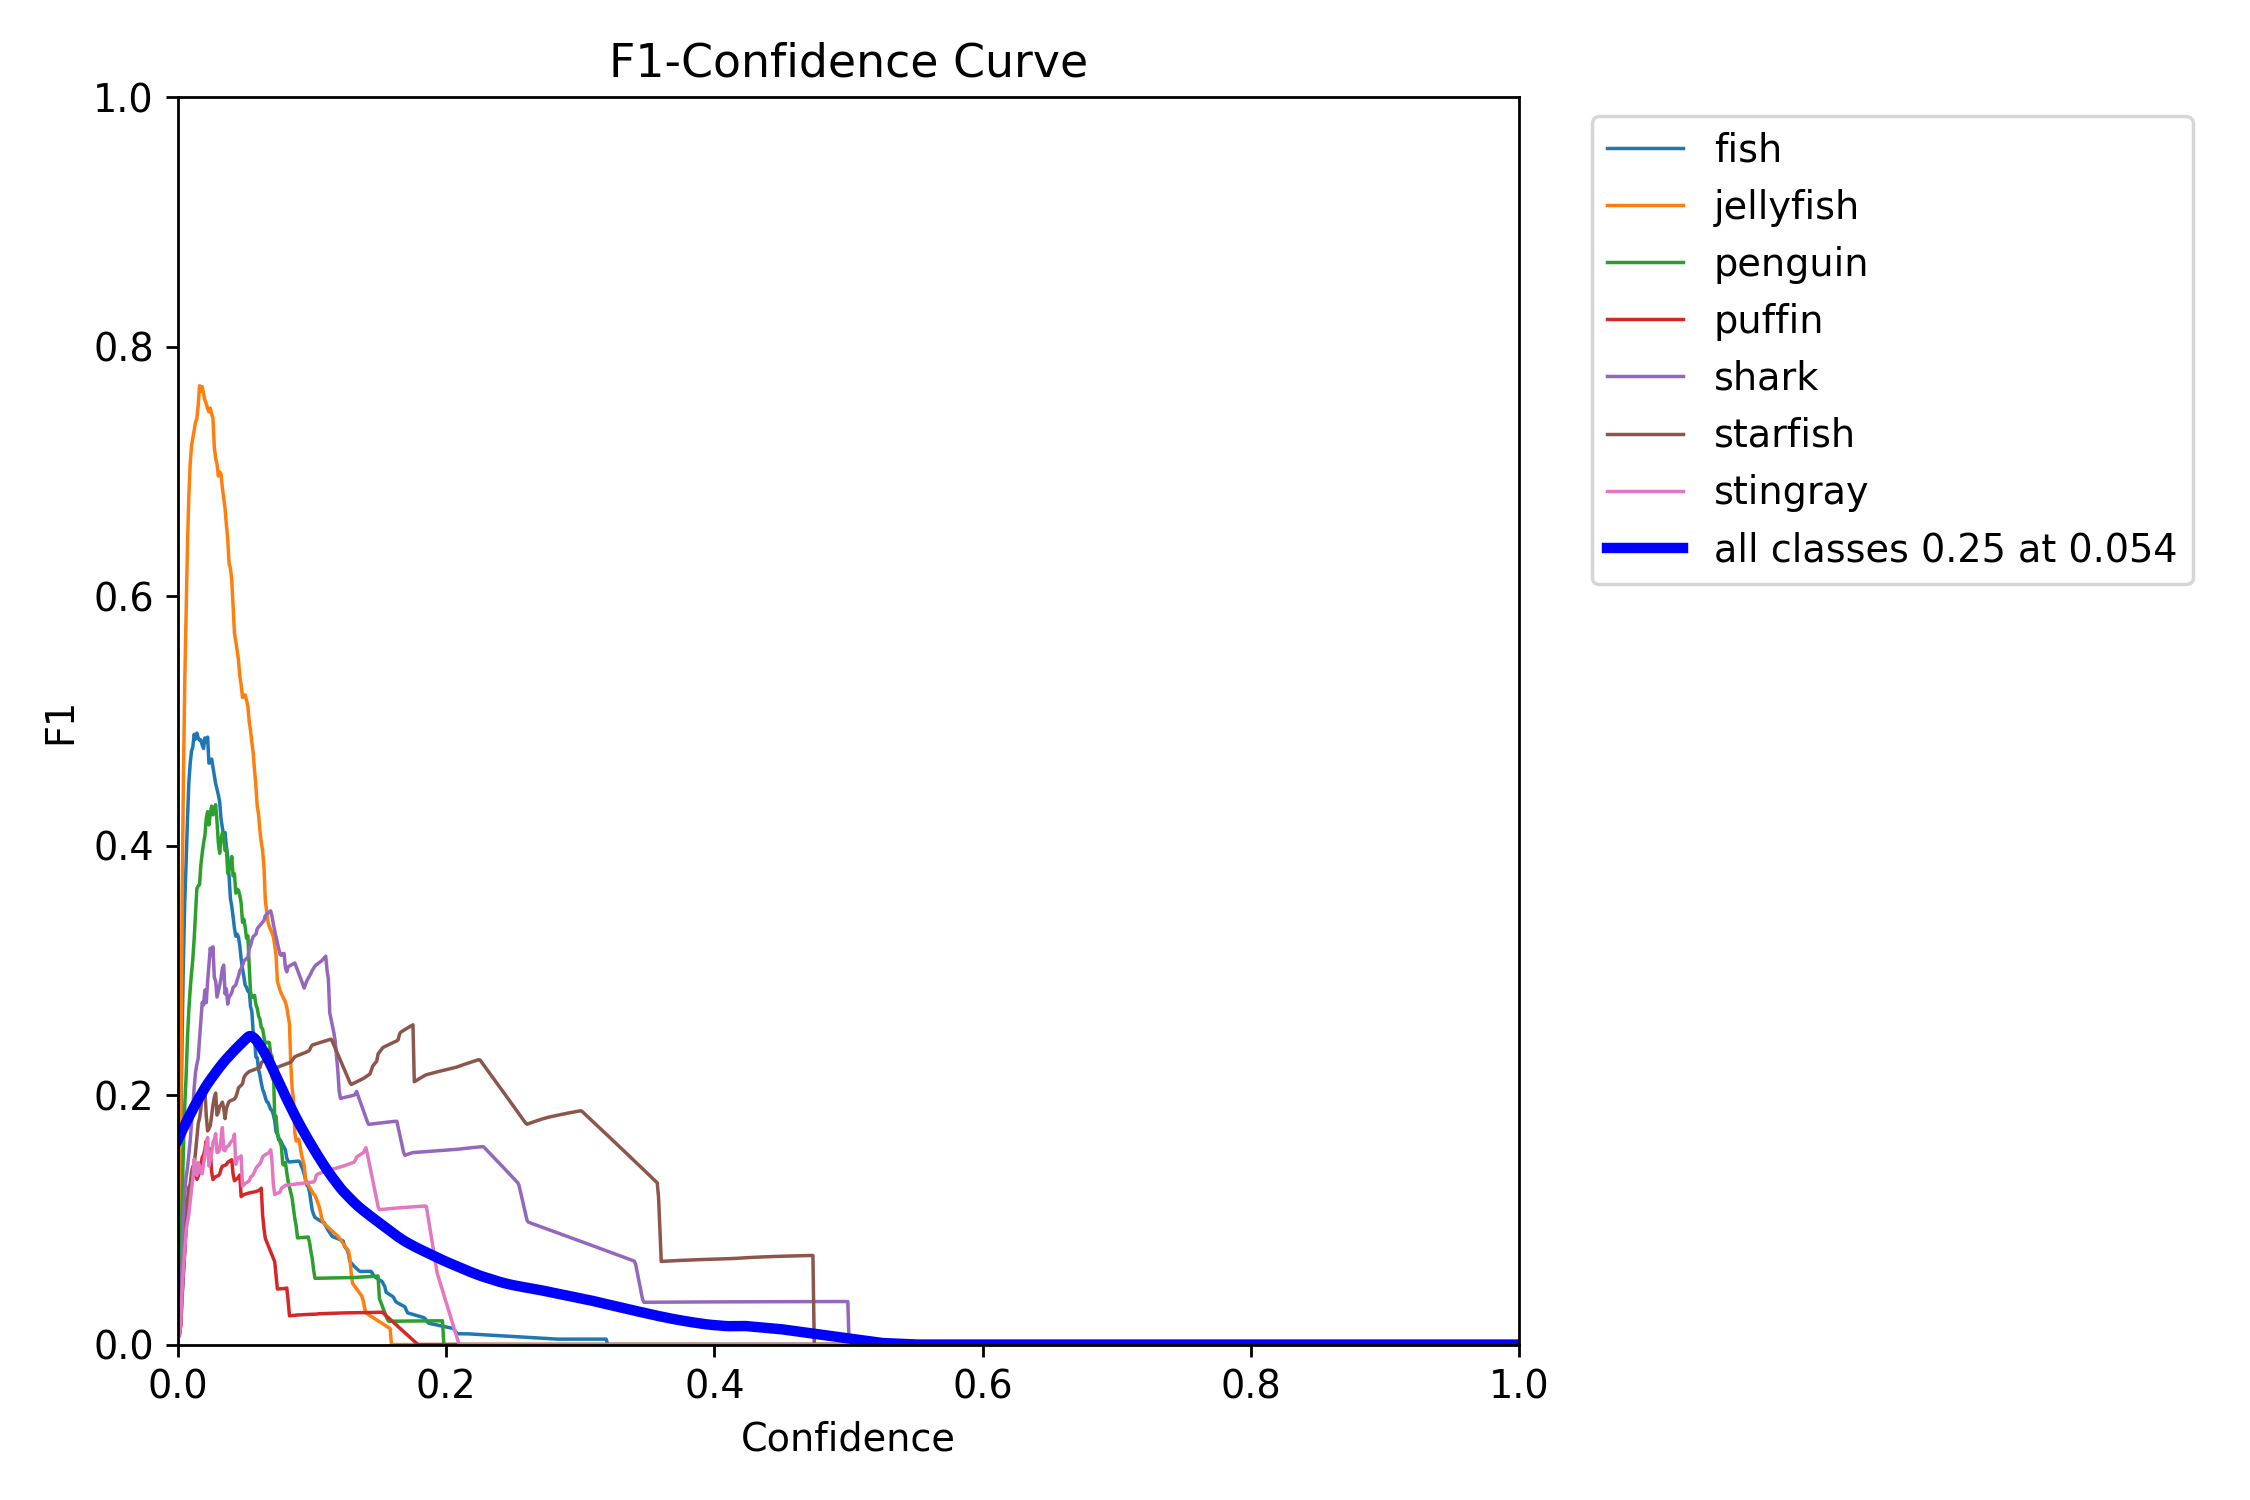 F1-Confidence Curve
1.0
0.8
0.6
0.4
0.2
0.0
F1
0.0 0.2 0.4 0.6 0.8 1.0
Confidence
fish
jellyfish
penguin
puffin
shark
starfish
stingray
all classes 0.25 at 0.054